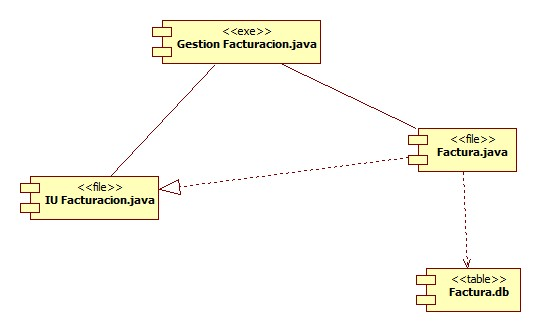 <<exe>>
Gestion Facturacion.java
<<file>>
Factura.java
<<file>>
IU Facturacion.java
<<table>>
Factura.db